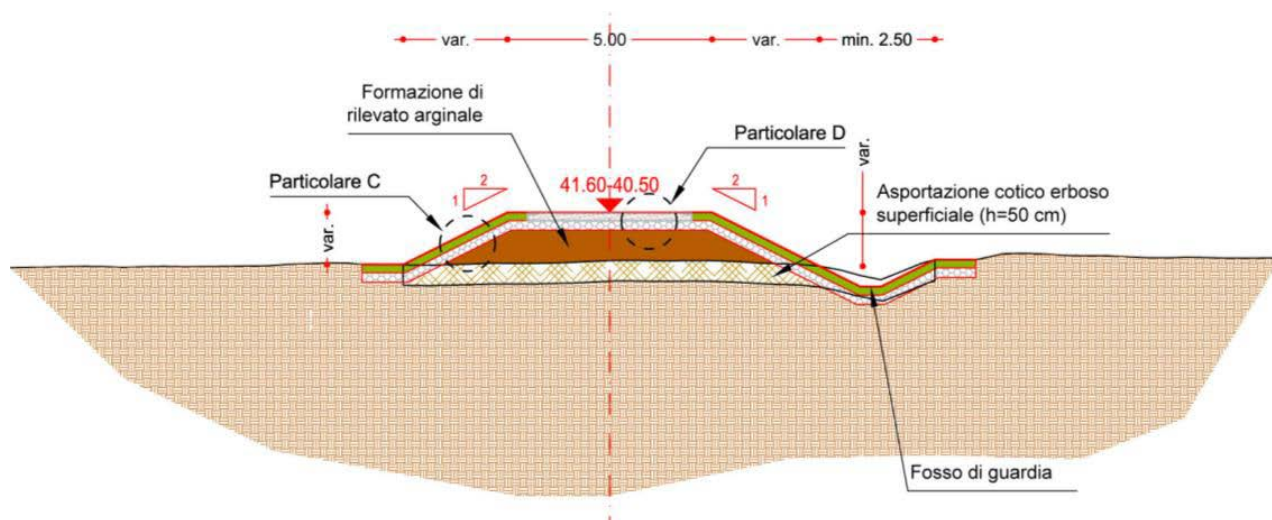 var.
5.00
var.
min. 2.50
Formazione di
rilevato arginale
Particolare D
var.
Particolare C
2
1
41.60-40.50
2
1
Asportazione cotico erboso
superficiale (h=50 cm)
var.
Fosso di guardia